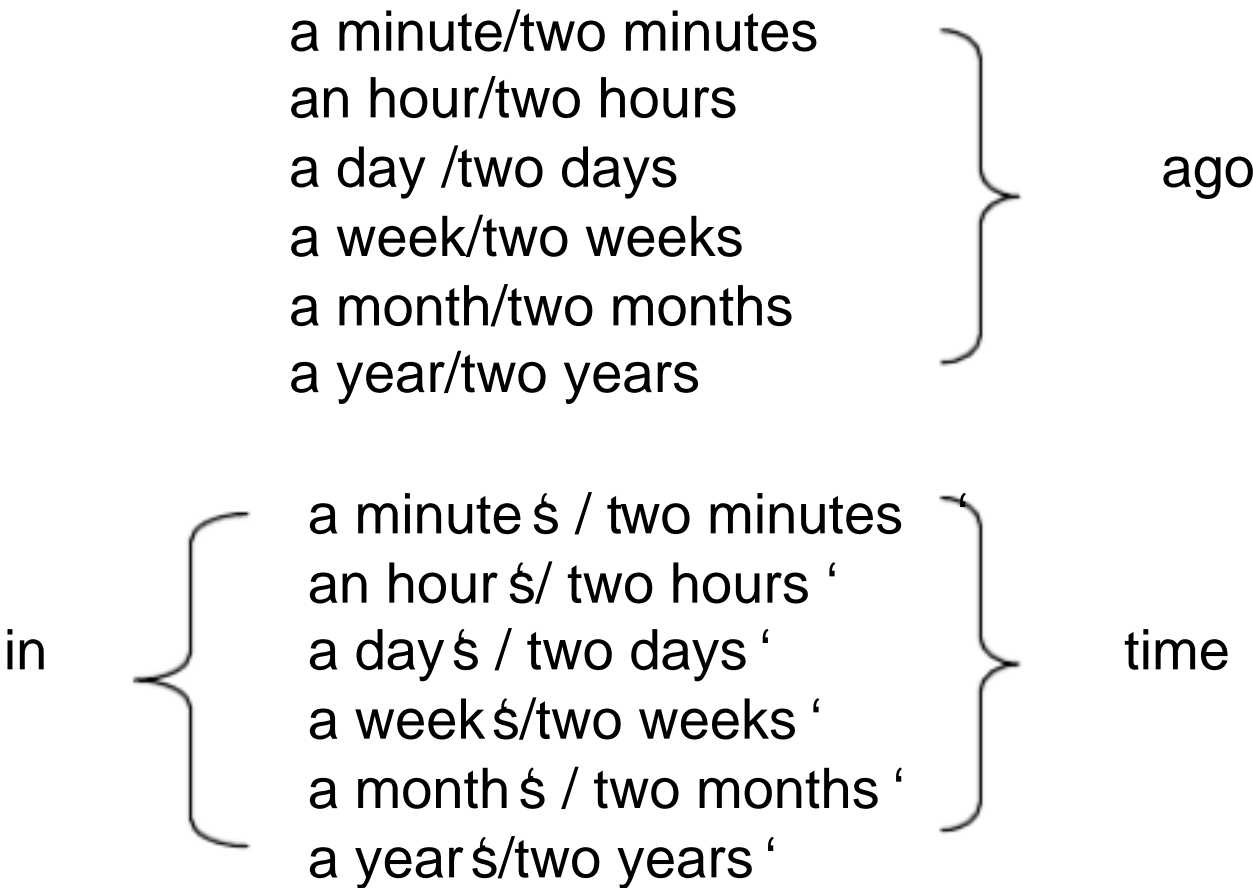 a minute/two minutes
an hour/two hours
a day /two days
a week/two weeks
a month/two months
a year/two years
ago
in
a minute ‘s / two minutes ‘
an hour ‘s/ two hours ‘
a day ‘s / two days ‘
a week ‘s/two weeks ‘
a month ‘s / two months ‘
a year ‘s/two years ‘
time